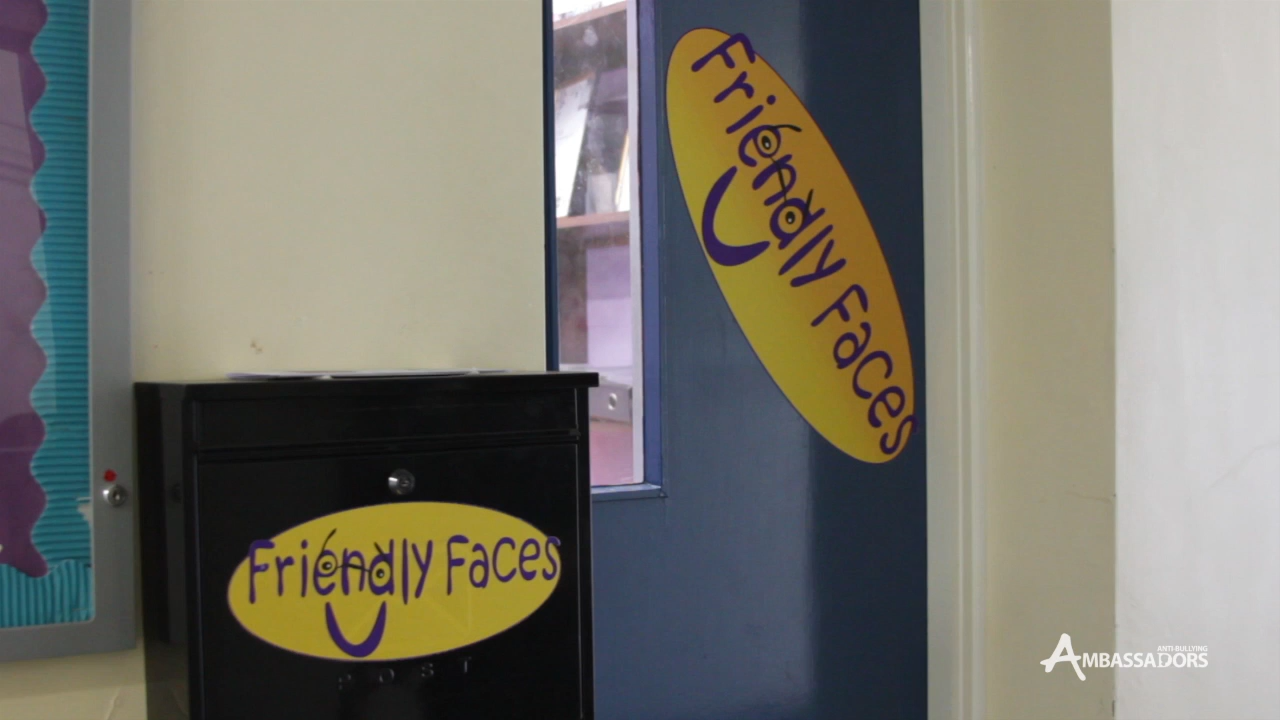 Friendly Faces
Friendly Faces
POST
ANTI-BULLYING
AMBASSADORS